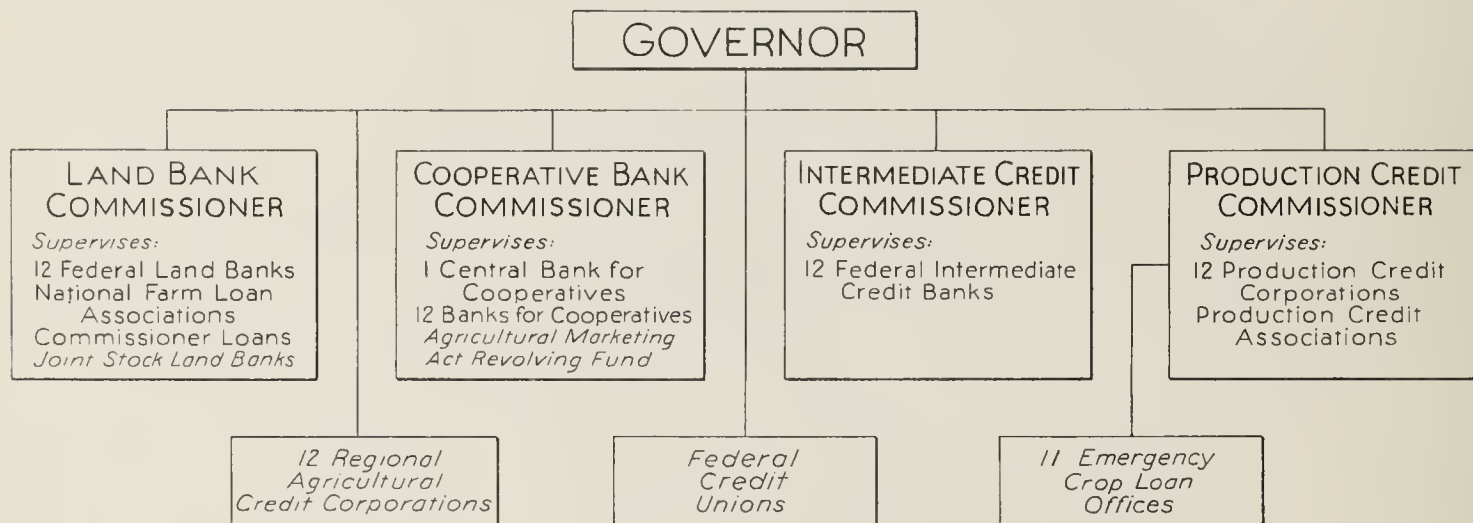 GOVERNOR
LAND BANK
COMMISSIONER
Supervises:
12 Federal Land Banks
National Farm Loan
Associations
Commissioner Loans
Joint Stock Land Banks
COOPERATIVE BANK
COMMISSIONER
Supervises:
1 Central Bank for
Cooperatives
12 Banks for Cooperatives
Agricultural Marketing
Act Revolving Fund
INTERMEDIATE CREDIT
COMMISSIONER
Supervises:
12 Federal Intermediate
Credit Banks
PRODUCTION CREDIT
COMMISSIONER
Supervises:
12 Production Credit
Corporations
Production Credit
Associations
12 Regional
Agricultural
Credit Corporations
Federal
Credit
Unions
11 Emergency
Crop Loan
Offices